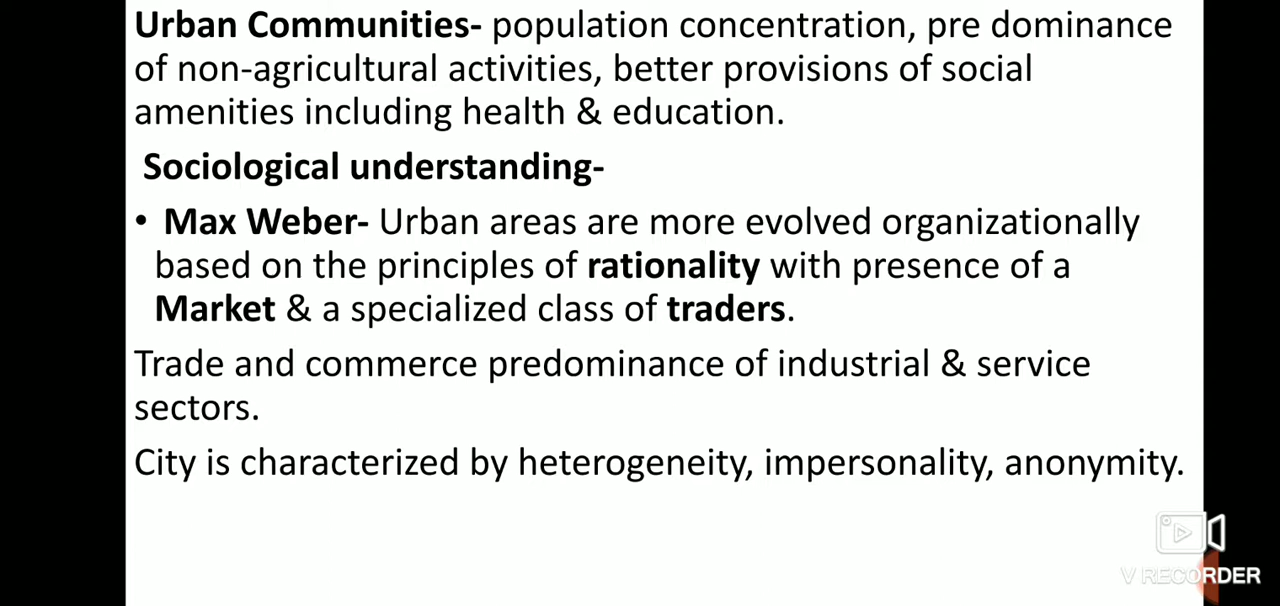 Urban Communities- population concentration, pre dominance
of non-agricultural activities, better provisions of social
amenities including health & education.
Sociological understanding-
• Max Weber- Urban areas are more evolved organizationally
based on the principles of rationality with presence of a
Market & a specialized class of traders.
Trade and commerce predominance of industrial & service
sectors.
City is characterized by heterogeneity, impersonality, anonymity.
V RECORDER